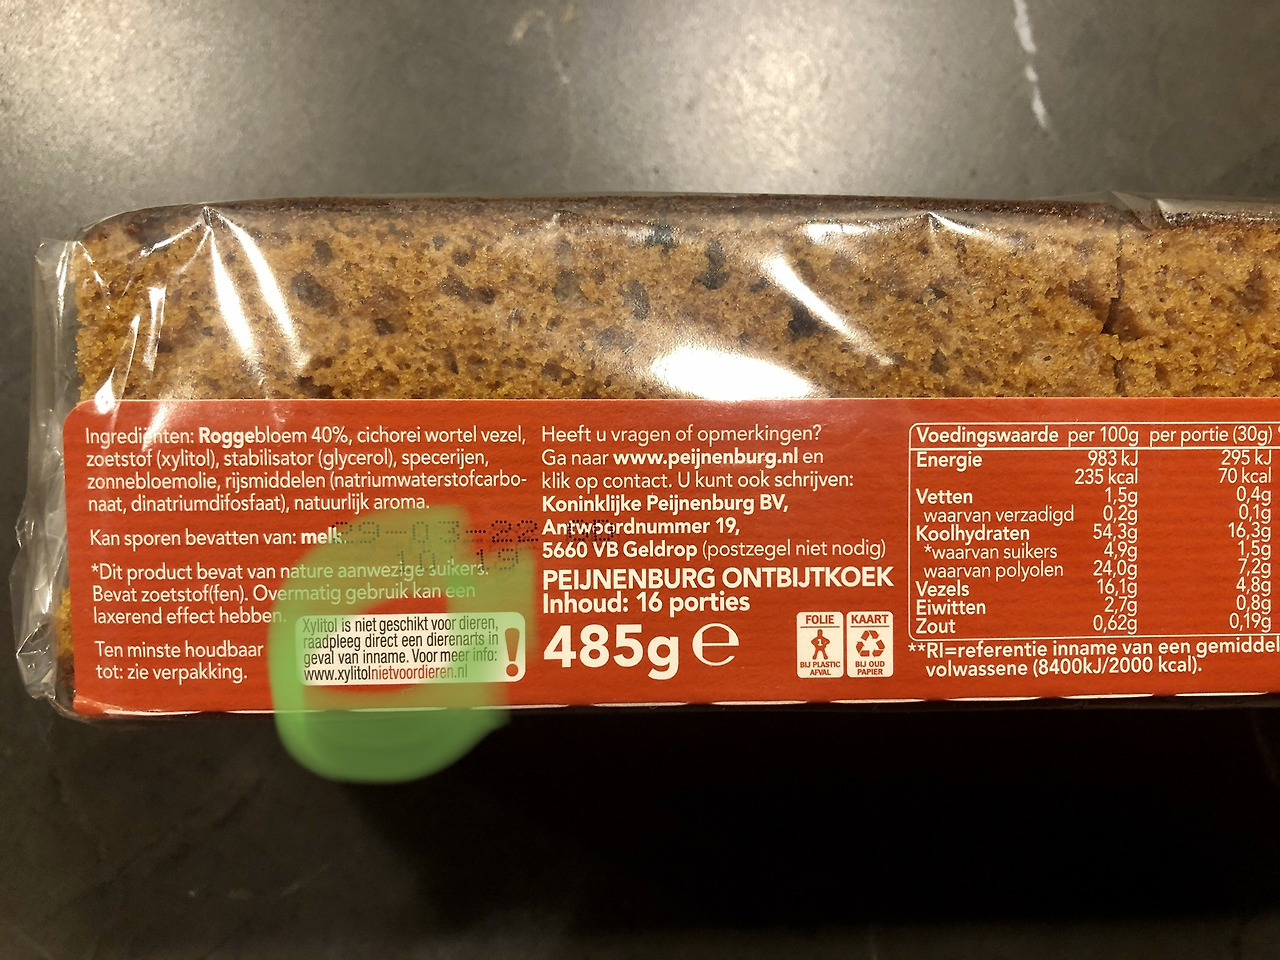 Ingrediënten: Roggebloem 40%, cichorei wortel vezel,
zoetstof (xylitol), stabilisator (glycerol), specerijen,
zonnebloemolie, rijsmiddelen (natriumwaterstofcarbo-
naat, dinatriumdifosfaat), natuurlijk aroma.
Kan sporen bevatten van: melk.
29-03-22
10:19
*Dit product bevat van nature aanwezige suikers.
Bevat zoetstof(fen). Overmatig gebruik kan een
laxerend effect hebben.
Ten minste houdbaar
tot: zie verpakking.
Xylitol is niet geschikt voor dieren,
raadpleeg direct een dierenarts in
geval van inname. Voor meer info:
www.xylitolnietvoordieren.nl
!
Heeft u vragen of opmerkingen?
Ga naar www.peijnenburg.nl en
klik op contact. U kunt ook schrijven:
Koninklijke Peijnenburg BV,
Antwoordnummer 19,
5660 VB Geldrop (postzegel niet nodig)
PEIJNENBURG ONTBIJTKOEK
Inhoud: 16 porties
485g e
FOLIE
BIJ PLASTIC
AFVAL
KAART
BIJ OUD
PAPIER
Voedingswaarde per 100g per portie (30g)
Energie 983 kJ 295 kJ
235 kcal 70 kcal
Vetten 1,5g 0,4g
waarvan verzadigd 0,2g 0,1g
Koolhydraten 54,3g 16,3g
*waarvan suikers 4,9g 1,5g
waarvan polyolen 24,0g 7,2g
Vezels 16,1g 4,8g
Eiwitten 2,7g 0,8g
Zout 0,62g 0,19g
**RI=referentie inname van een gemiddel
volwassene (8400kJ/2000 kcal).